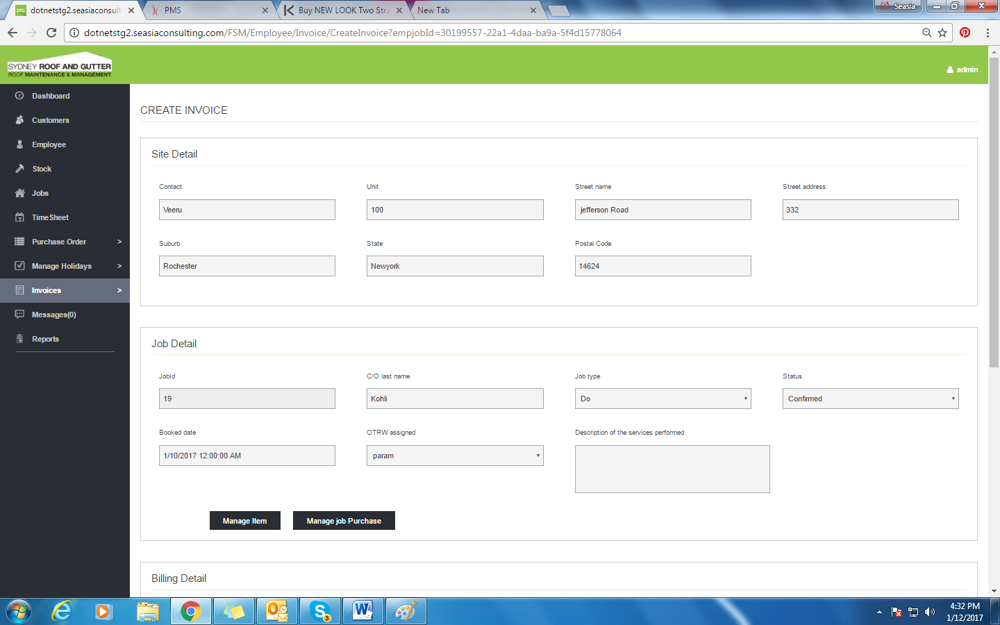 SRG dotnetstg2.seasiaconsult
PMS
Buy NEW LOOK Two Stra
New Tab
Seasia
dotnetstg2.seasiaconsulting.com/FSM/Employee/Invoice/CreateInvoice?empjobId=30199557-22a1-4daa-ba9a-5f4d15778064
SYDNEY ROOF AND GUTTER
ROOF MAINTENANCE & MANAGEMENT
admin
Dashboard
Customers
Employee
Stock
Jobs
TimeSheet
Purchase Order >
Manage Holidays >
Invoices >
Messages(0)
Reports
CREATE INVOICE
Site Detail
Contact Unit Street name Street address
Veeru 100 jefferson Road 332
Suburb State Postal Code
Rochester Newyork 14624
Job Detail
JobId C/O last name Job type Status
19 Kohli Do Confirmed
Booked date OTRW assigned Description of the services performed
1/10/2017 12:00:00 AM param
Manage Item Manage job Purchase
Billing Detail
3
4:32 PM
1/12/2017